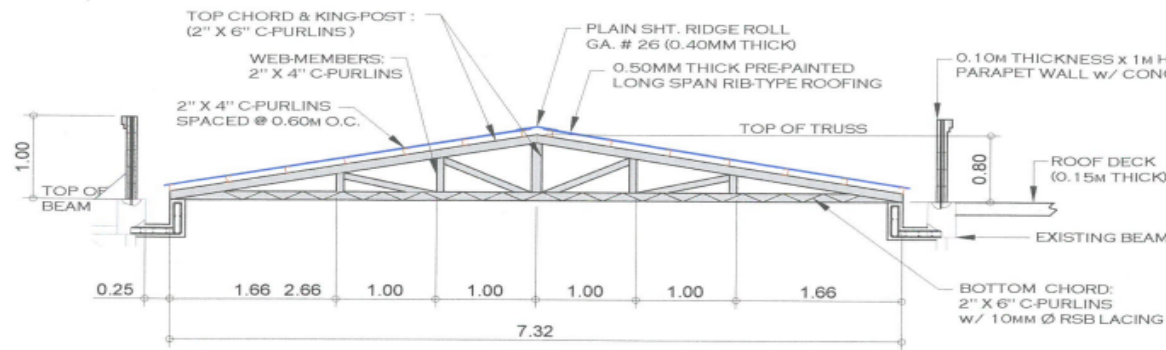 TOP CHORD & KING-POST :
(2" X 6" C-PURLINS)
WEB-MEMBERS:
2" X 4" C-PURLINS
2" X 4" C-PURLINS
SPACED @ 0.60M O.C.
PLAIN SHT. RIDGE ROLL
GA. # 26 (0.40MM THICK)
0.50MM THICK PRE-PAINTED
LONG SPAN RIB-TYPE ROOFING
0.10M THICKNESS x 1M H
PARAPET WALL w/ CONC
TOP OF TRUSS
1.00
TOP OF
BEAM
0.80
ROOF DECK
(0.15M THICK)
EXISTING BEAM
0.25
1.66
2.66
1.00
1.00
1.00
1.00
1.66
7.32
BOTTOM CHORD:
2" X 6" C-PURLINS
w/ 10MM Ø RSB LACING